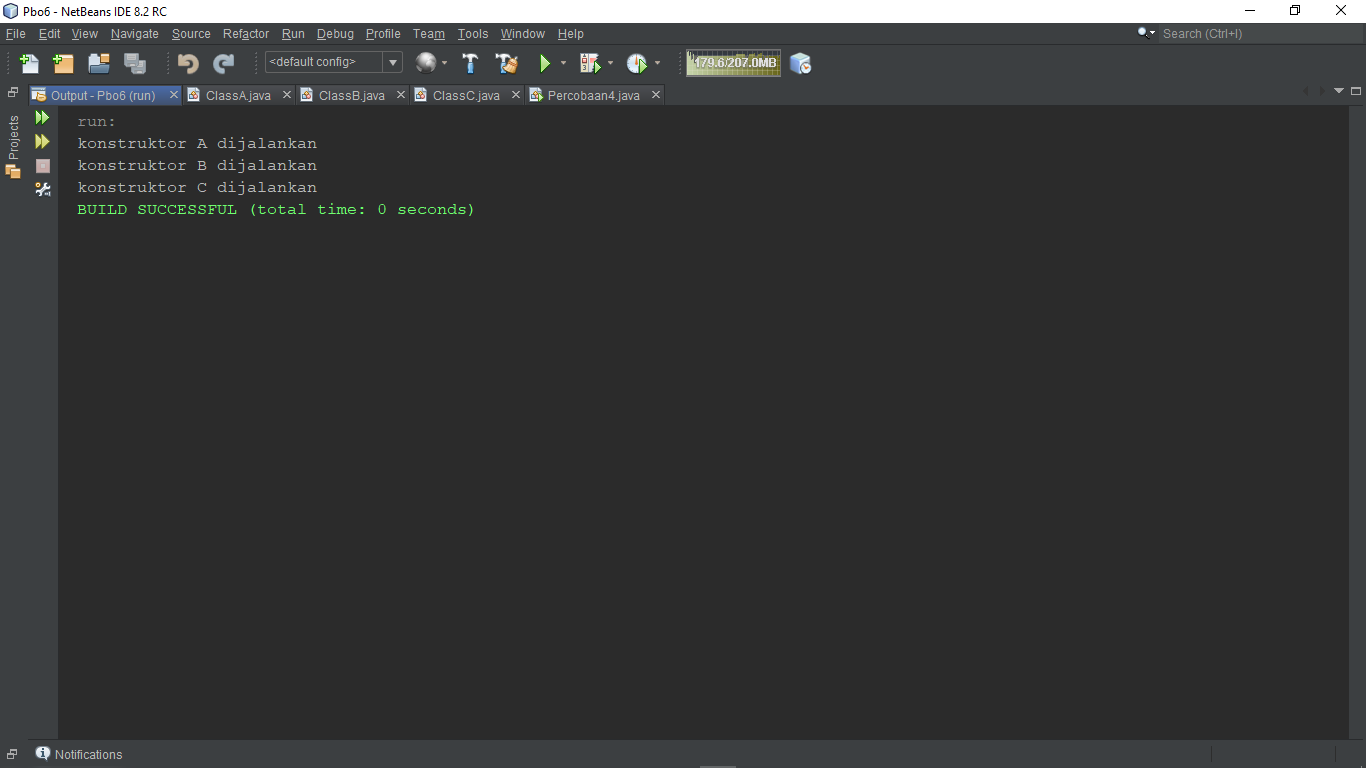 Pbo6 - NetBeans IDE 8.2 RC
File Edit View Navigate Source Refactor Run Debug Profile Team Tools Window Help
Search (Ctrl+I)
<default config>
179.6/207.0MB
Output - Pbo6 (run) ClassA.java ClassB.java ClassC.java Percobaan4.java
Projects
run:
konstruktor A dijalankan
konstruktor B dijalankan
konstruktor C dijalankan
BUILD SUCCESSFUL (total time: 0 seconds)
Notifications